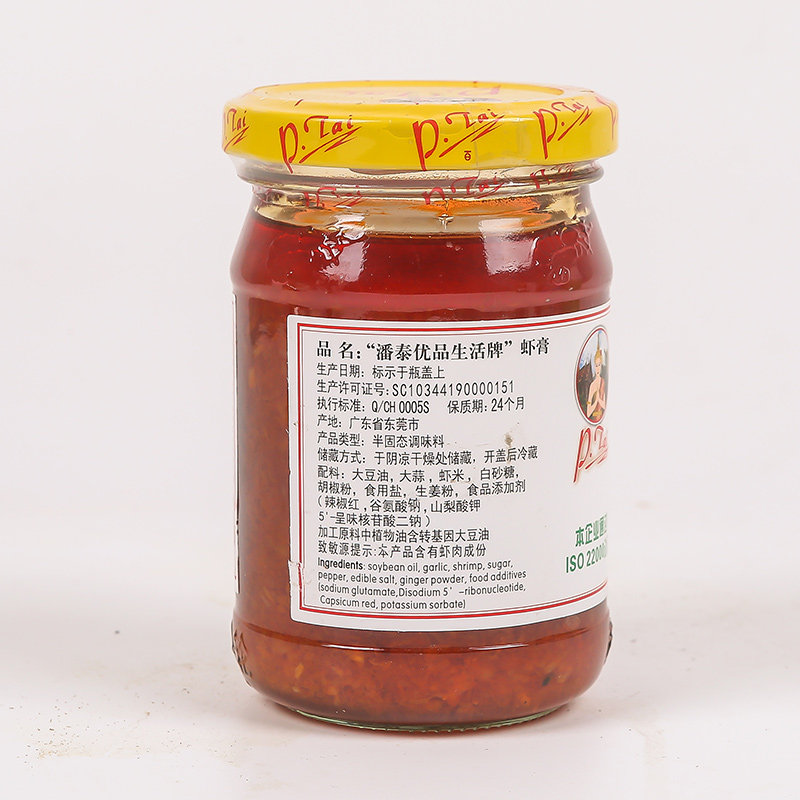 P.Tai
P.Tai
P.Tai
P.Tai
品 名：“潘泰优品生活牌”虾膏
生产日期：标示于瓶盖上
生产许可证号：SC10344190000151
执行标准：Q/CH 0005S 保质期：24个月
产地：广东省东莞市
产品类型：半固态调味料
储藏方式：于阴凉干燥处储藏，开盖后冷藏
配料：大豆油，大蒜，虾米，白砂糖，
胡椒粉，食用盐，生姜粉，食品添加剂
（辣椒红，谷氨酸钠，山梨酸钾
5'-呈味核苷酸二钠）
加工原料中植物油含转基因大豆油
致敏源提示：本产品含有虾肉成份
Ingredients: soybean oil, garlic, shrimp, sugar,
pepper, edible salt, ginger powder, food additives
(sodium glutamate,Disodium 5' -ribonucleotide,
Capsicum red, potassium sorbate)
P.Tai
本企业通
ISO 22000